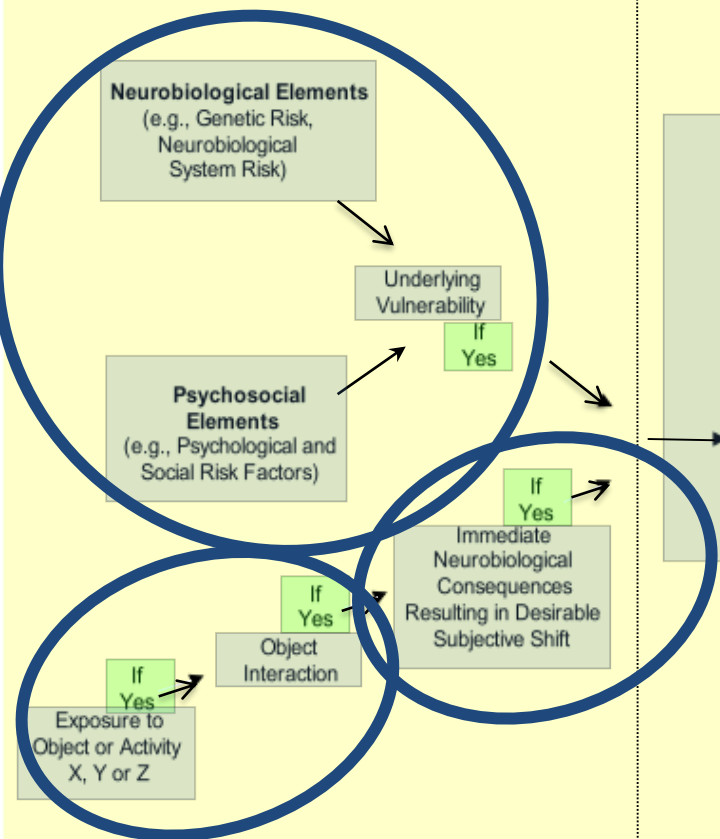 Neurobiological Elements
(e.g., Genetic Risk,
Neurobiological
System Risk)
Underlying
Vulnerability
If
Yes
Psychosocial
Elements
(e.g., Psychological and
Social Risk Factors)
If
Yes
Immediate
Neurobiological
Consequences
Resulting in Desirable
Subjective Shift
If
Yes
Object
Interaction
If
Yes
Exposure to
Object or Activity
X, Y or Z